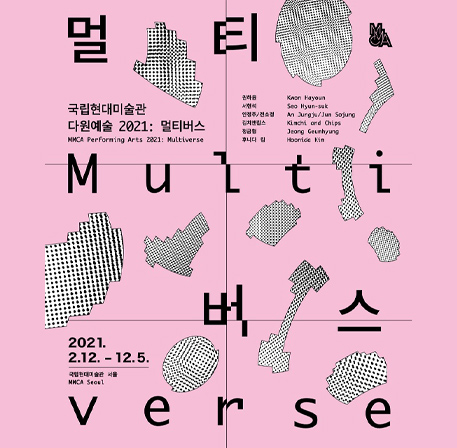 멀 티
MMCA
국립현대미술관
다원예술 2021: 멀티버스
MMCA Performing Arts 2021: Multiverse
권하윤 Kwon Hayoun
서현석 Seo Hyun-suk
안정주/전소정 An Jungju/Jun Sojung
김치앤칩스 Kimchi and Chips
정금형 Jeong Geumhyung
후니다 킴 Hoonida Kim
Multi
버스
2021.
2.12. – 12.5.
국립현대미술관 서울
MMCA Seoul
verse